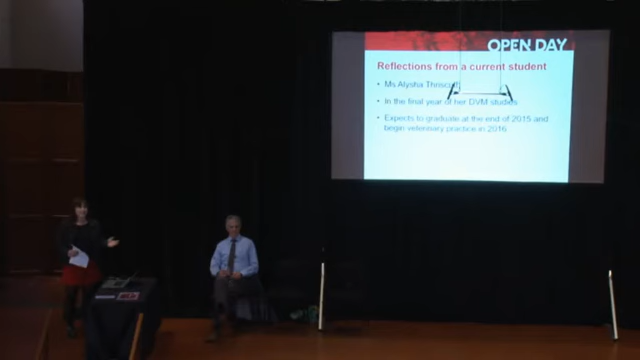 OPEN DAY
Reflections from a current student
• Ms Alysha
• In the final year of her DVM studies
• Expects to graduate at the end of 2015 and
begin veterinary practice in 2016